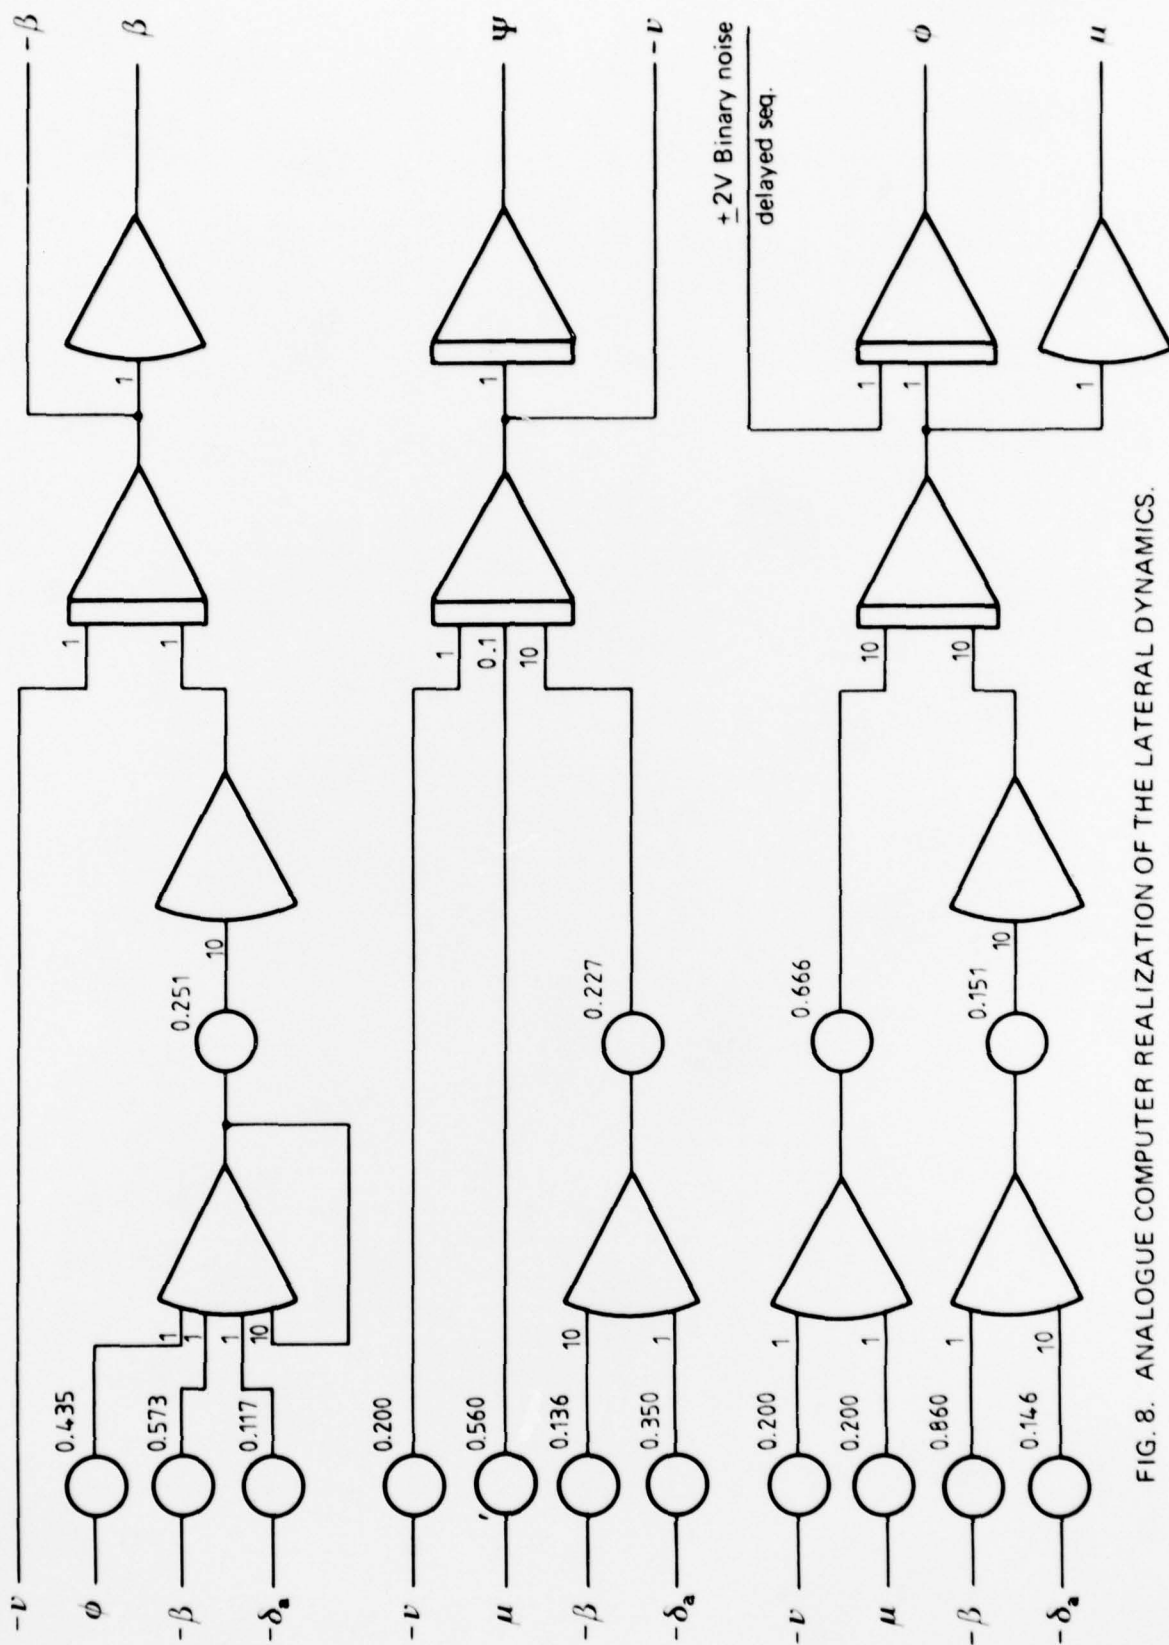 -ν
φ 0.435
-β 0.573
-δa 0.117
1
1
1
10
0.251
10
1
1
1
-β
β
-ν 0.200
μ 0.560
-β 0.136
-δa 0.350
10
1
0.227
1
0.1
10
1
Ψ
-ν
-ν 0.200
μ 0.200
-β 0.860
-δa 0.146
1
1
1
10
0.666
0.151
10
10
10
±2V Binary noise
delayed seq.
1
1
1
φ
μ
FIG. 8. ANALOGUE COMPUTER REALIZATION OF THE LATERAL DYNAMICS.